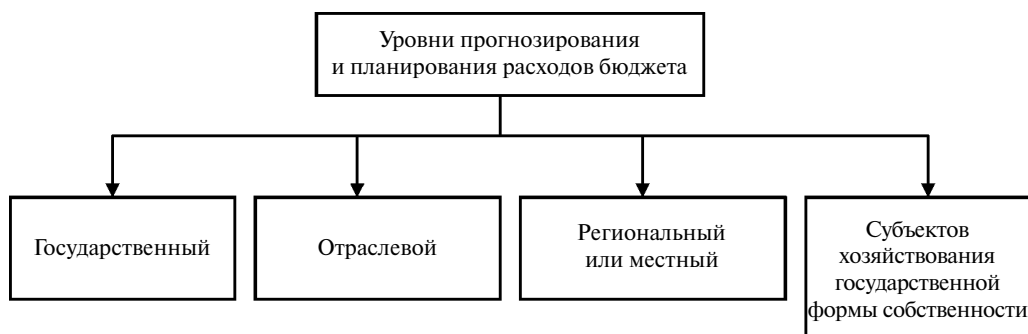 Уровни прогнозирования
и планирования расходов бюджета
Государственный
Отраслевой
Региональный
или местный
Субъектов
хозяйствования
государственной
формы собственности